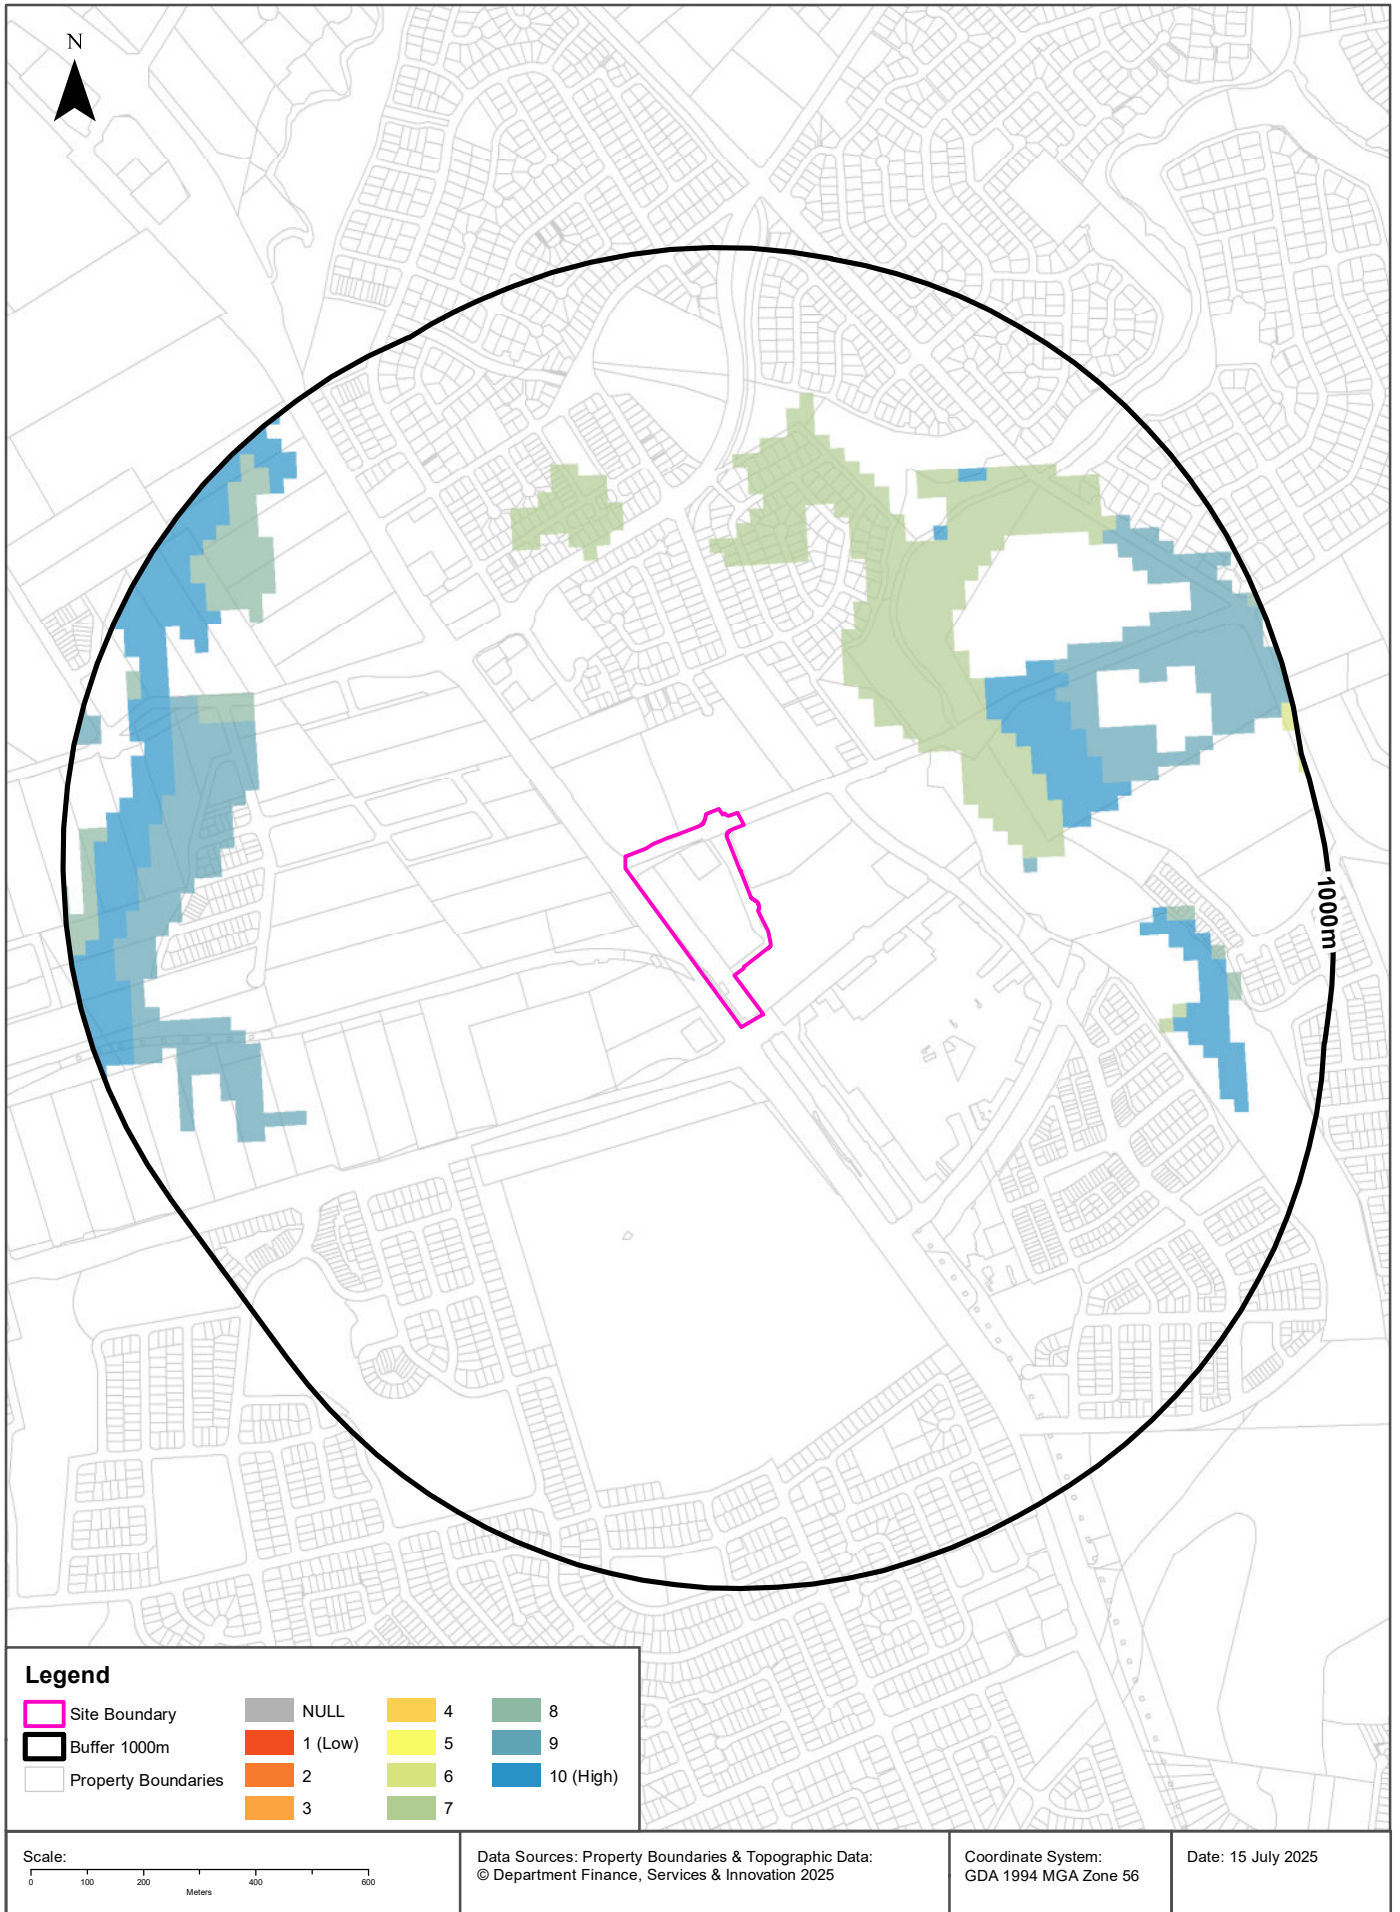 N
1000m
Legend
Site Boundary
Buffer 1000m
Property Boundaries
NULL
1 (Low)
2
3
4
5
6
7
8
9
10 (High)
Scale:
0 100 200 400 600
Meters
Data Sources: Property Boundaries & Topographic Data:
© Department Finance, Services & Innovation 2025
Coordinate System:
GDA 1994 MGA Zone 56
Date: 15 July 2025